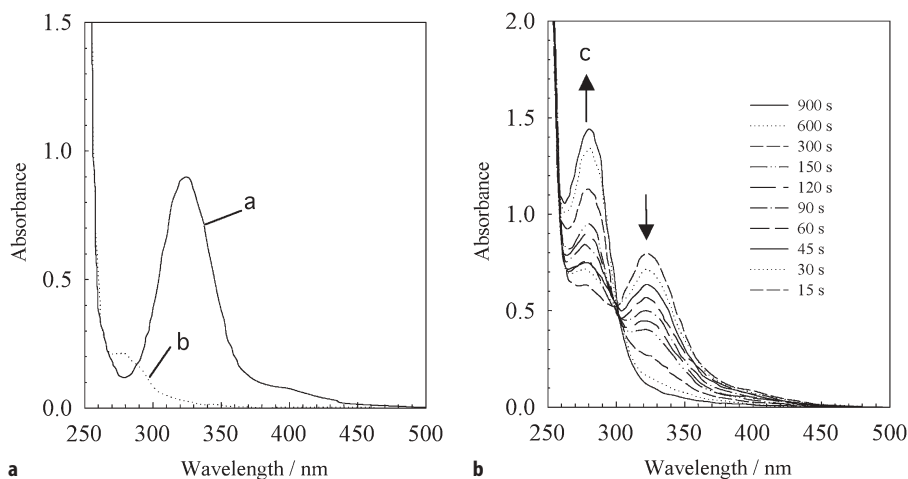 1.5
1.0
0.5
0.0
Absorbance
a
b
250 300 350 400 450 500
Wavelength / nm
a
2.0
1.5
1.0
0.5
0.0
Absorbance
c
900 s
600 s
300 s
150 s
120 s
90 s
60 s
45 s
30 s
15 s
250 300 350 400 450 500
Wavelength / nm
b